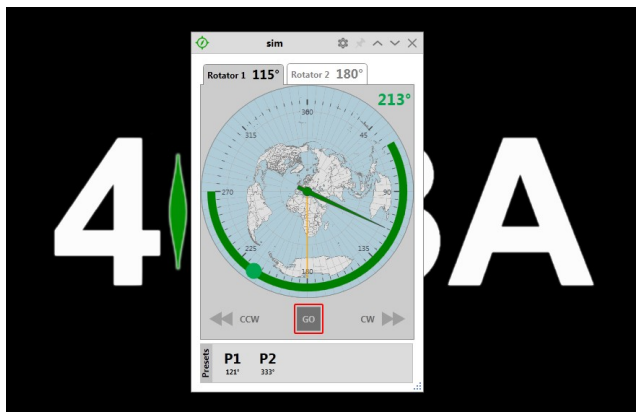 sim
Rotator 1 115° Rotator 2 180°
213°
360
315 45
270 90
225 135
180
CCW GO CW
Presets
P1 P2
121° 333°
4 BA